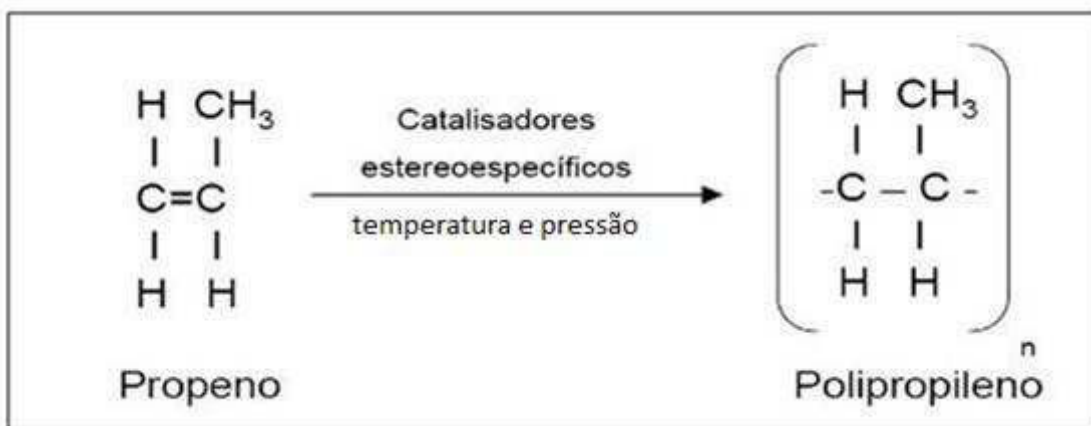 H CH3
Catalisadores
estereoespecíficos
C=C
temperatura e pressão
H H
Propeno
H CH3
-C – C -
H H
n
Polipropileno